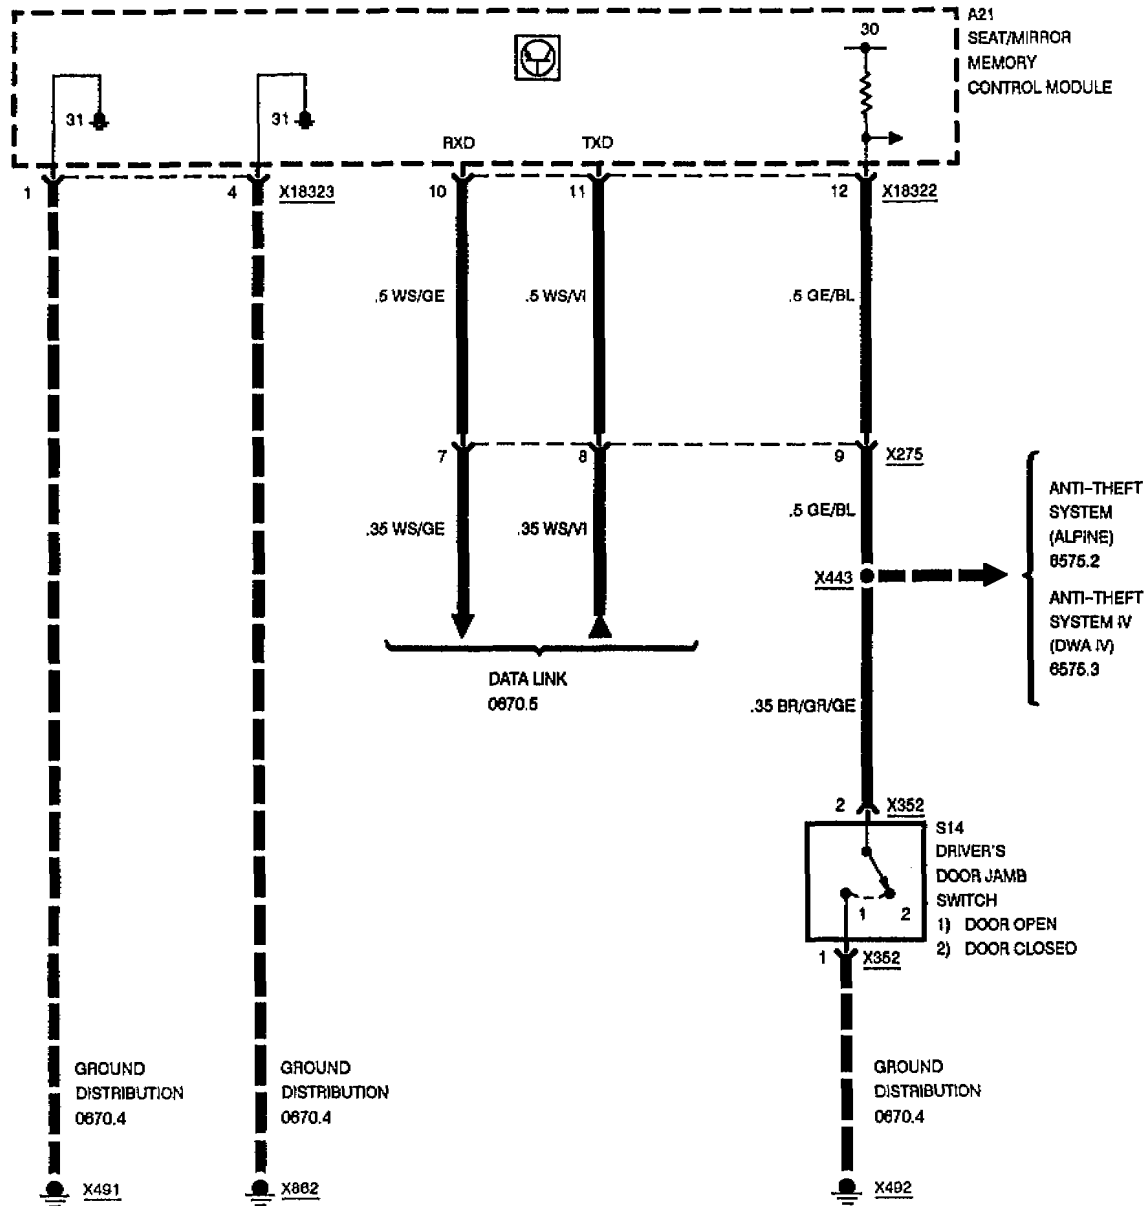 A21
SEAT/MIRROR
MEMORY
CONTROL MODULE
30
31
31
RXD
TXD
1
4
X18323
10
11
12
X18322
.5 WS/GE
.5 WS/VI
.5 GE/BL
7
8
9
X275
.35 WS/GE
.35 WS/VI
.5 GE/BL
X443
ANTI-THEFT
SYSTEM
(ALPINE)
6575.2
ANTI-THEFT
SYSTEM IV
(DWA IV)
6575.3
DATA LINK
0670.5
.35 BR/GR/GE
2
X352
S14
DRIVER'S
DOOR JAMB
SWITCH
1) DOOR OPEN
2) DOOR CLOSED
1
2
1
X352
GROUND
DISTRIBUTION
0670.4
GROUND
DISTRIBUTION
0670.4
GROUND
DISTRIBUTION
0670.4
X491
X862
X492